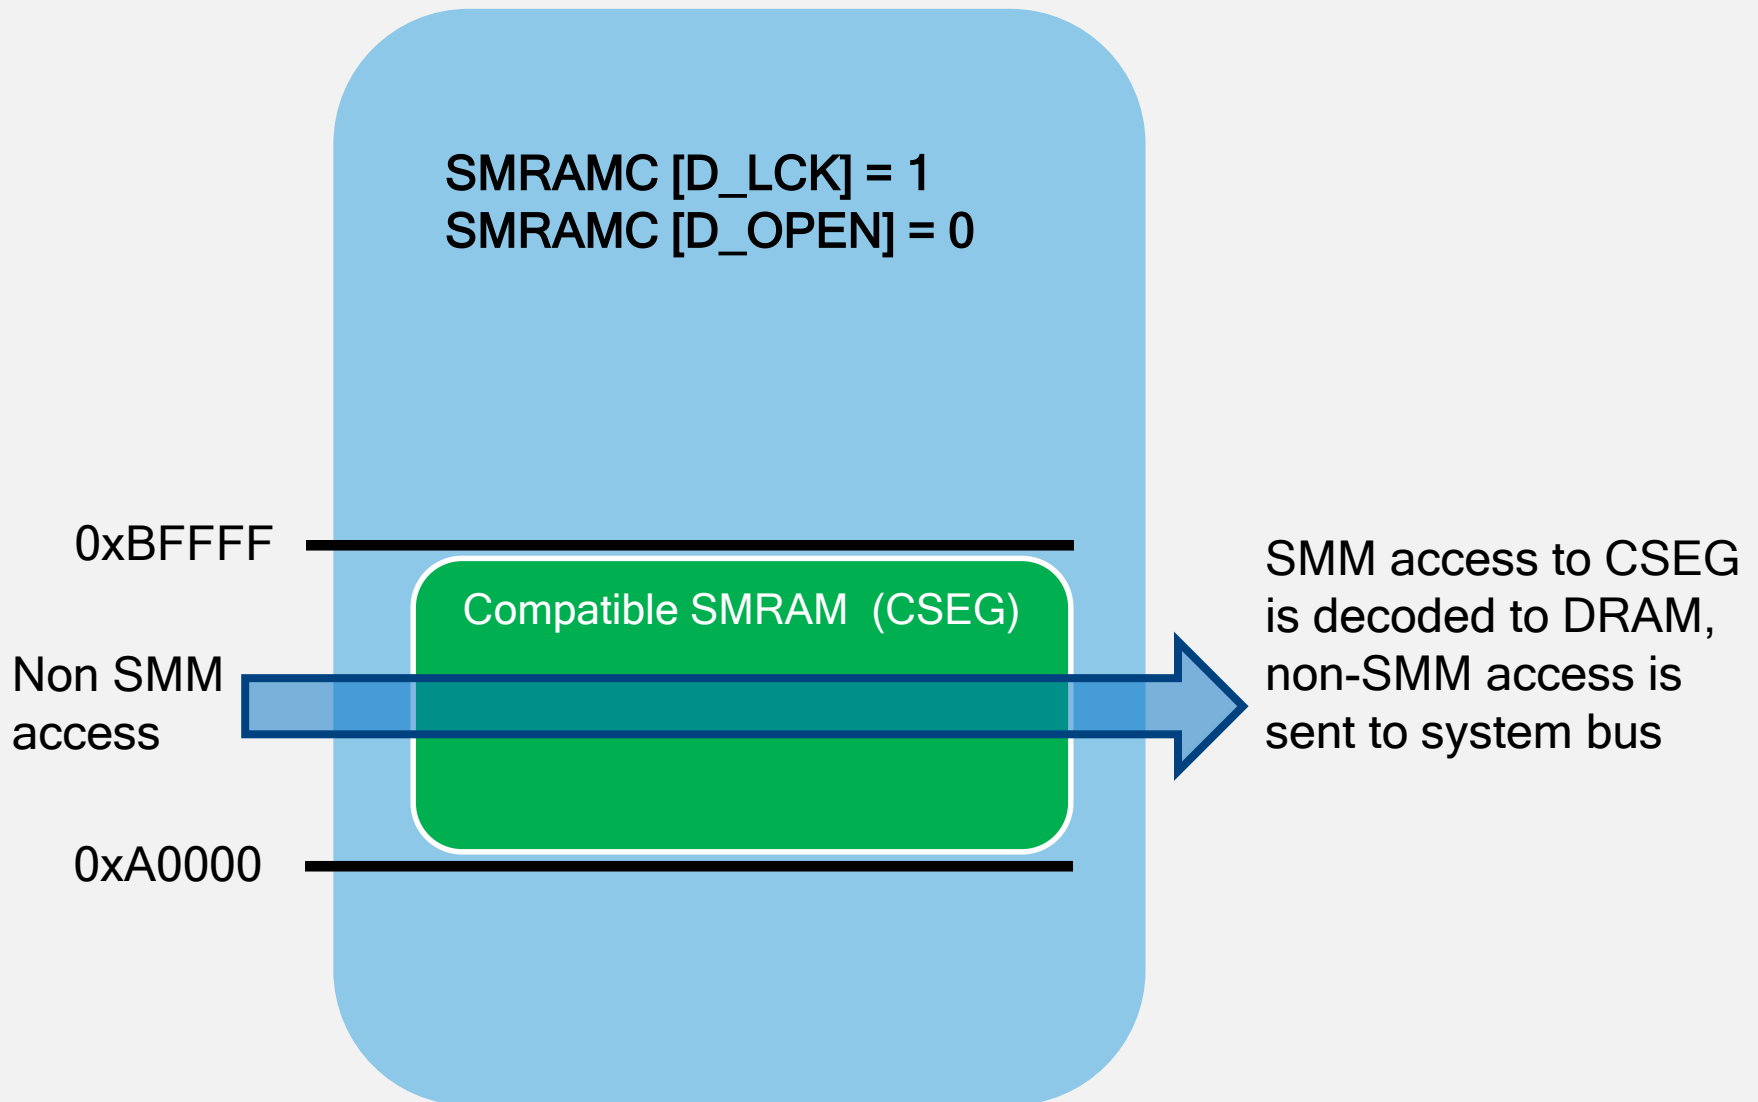 SMRAMC [D_LCK] = 1
SMRAMC [D_OPEN] = 0
0xBFFFF
Compatible SMRAM (CSEG)
Non SMM
access
0xA0000
SMM access to CSEG
is decoded to DRAM,
non-SMM access is
sent to system bus